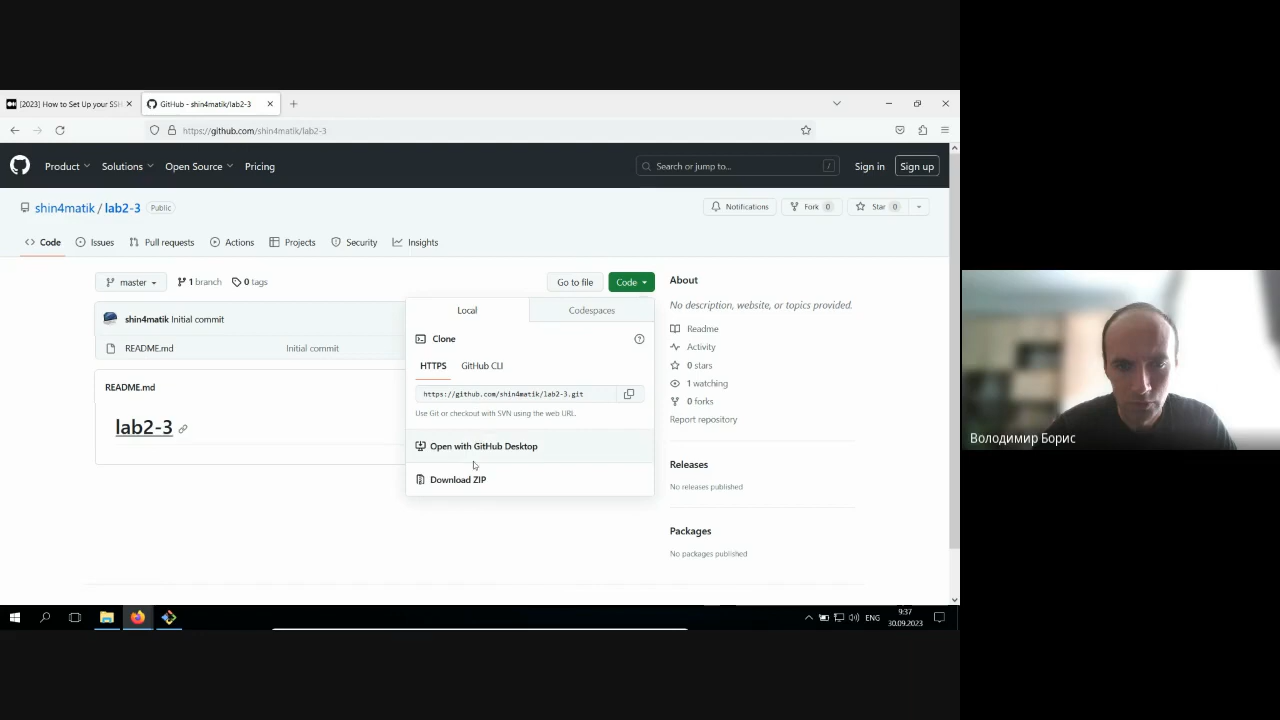 [2023] How to Set Up your SSH
GitHub - shin4matik/lab2-3
https://github.com/shin4matik/lab2-3
Product Solutions Open Source Pricing
Search or jump to... /
Sign in Sign up
shin4matik / lab2-3 Public
Notifications Fork 0 Star 0
Code Issues Pull requests Actions Projects Security Insights
master 1 branch 0 tags Go to file Code
shin4matik Initial commit
README.md Initial commit
README.md
lab2-3
Local Codespaces
Clone
HTTPS GitHub CLI
https://github.com/shin4matik/lab2-3.git
Use Git or checkout with SVN using the web URL.
Open with GitHub Desktop
Download ZIP
About
No description, website, or topics provided.
Readme
Activity
0 stars
1 watching
0 forks
Report repository
Releases
No releases published
Packages
No packages published
ENG
9:37
30.09.2023
Володимир Борис